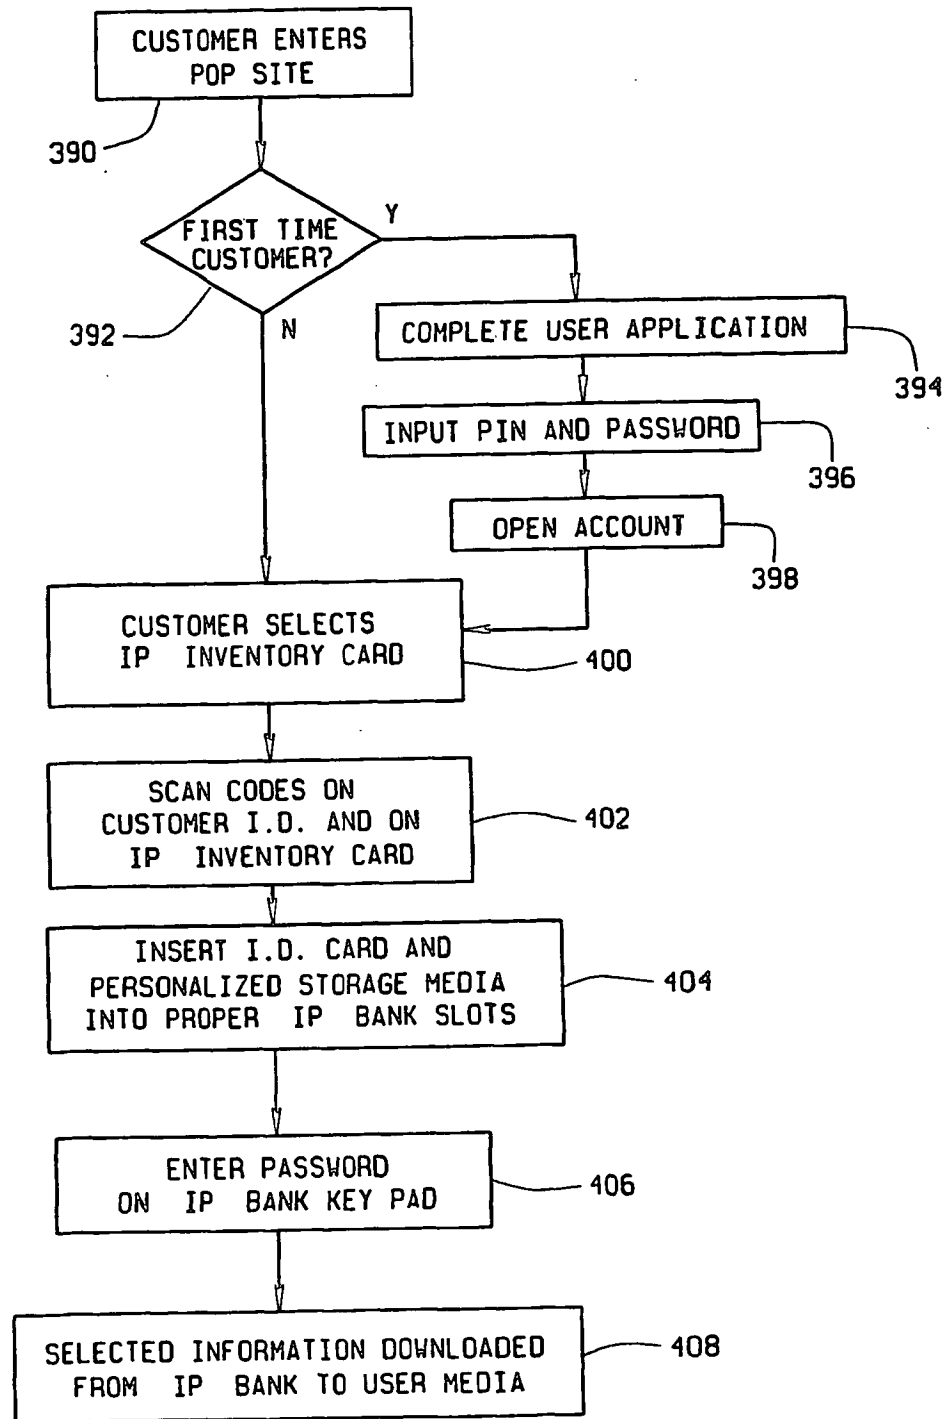 CUSTOMER ENTERS
POP SITE
390
FIRST TIME
CUSTOMER?
Y
392
N
COMPLETE USER APPLICATION
394
INPUT PIN AND PASSWORD
396
OPEN ACCOUNT
398
CUSTOMER SELECTS
IP INVENTORY CARD
400
SCAN CODES ON
CUSTOMER I.D. AND ON
IP INVENTORY CARD
402
INSERT I.D. CARD AND
PERSONALIZED STORAGE MEDIA
INTO PROPER IP BANK SLOTS
404
ENTER PASSWORD
ON IP BANK KEY PAD
406
SELECTED INFORMATION DOWNLOADED
FROM IP BANK TO USER MEDIA
408